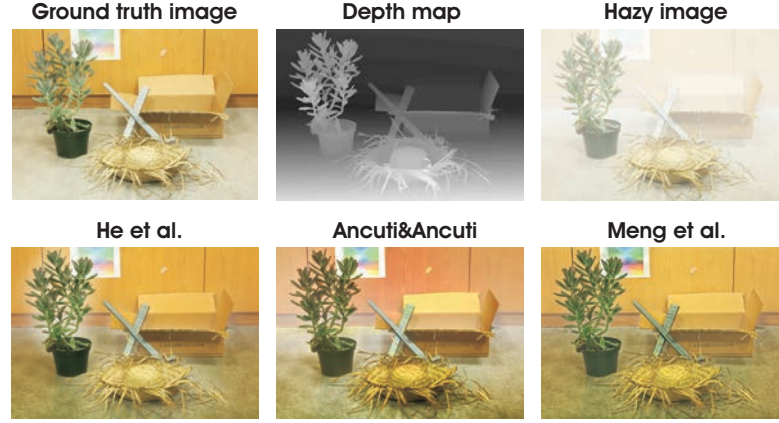 Ground truth image
Depth map
Hazy image
He et al.
Ancuti&Ancuti
Meng et al.